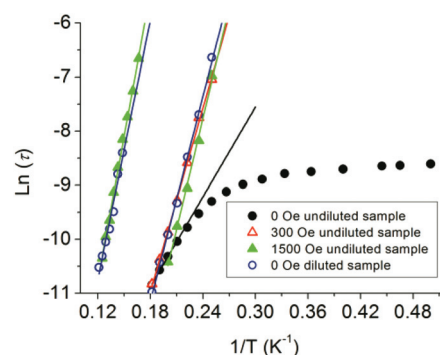 -6
-7
-8
-9
-10
-11
Ln (τ)
0 Oe undiluted sample
300 Oe undiluted sample
1500 Oe undiluted sample
0 Oe diluted sample
0.12 0.18 0.24 0.30 0.36 0.42 0.48
1/T (K⁻¹)